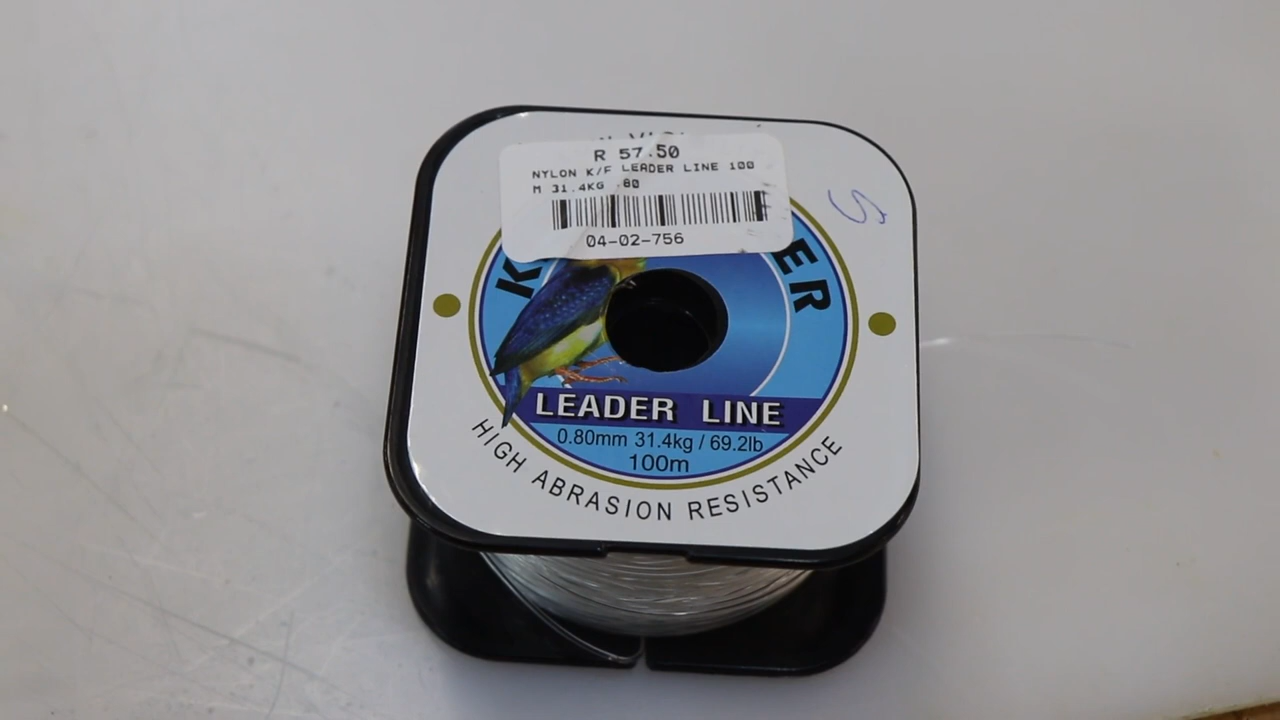 R 57.50
NYLON K/F LEADER LINE 100
M 31.4KG .80
04-02-756
K
ER
LEADER LINE
0.80mm 31.4kg / 69.2lb
100m
HIGH ABRASION RESISTANCE